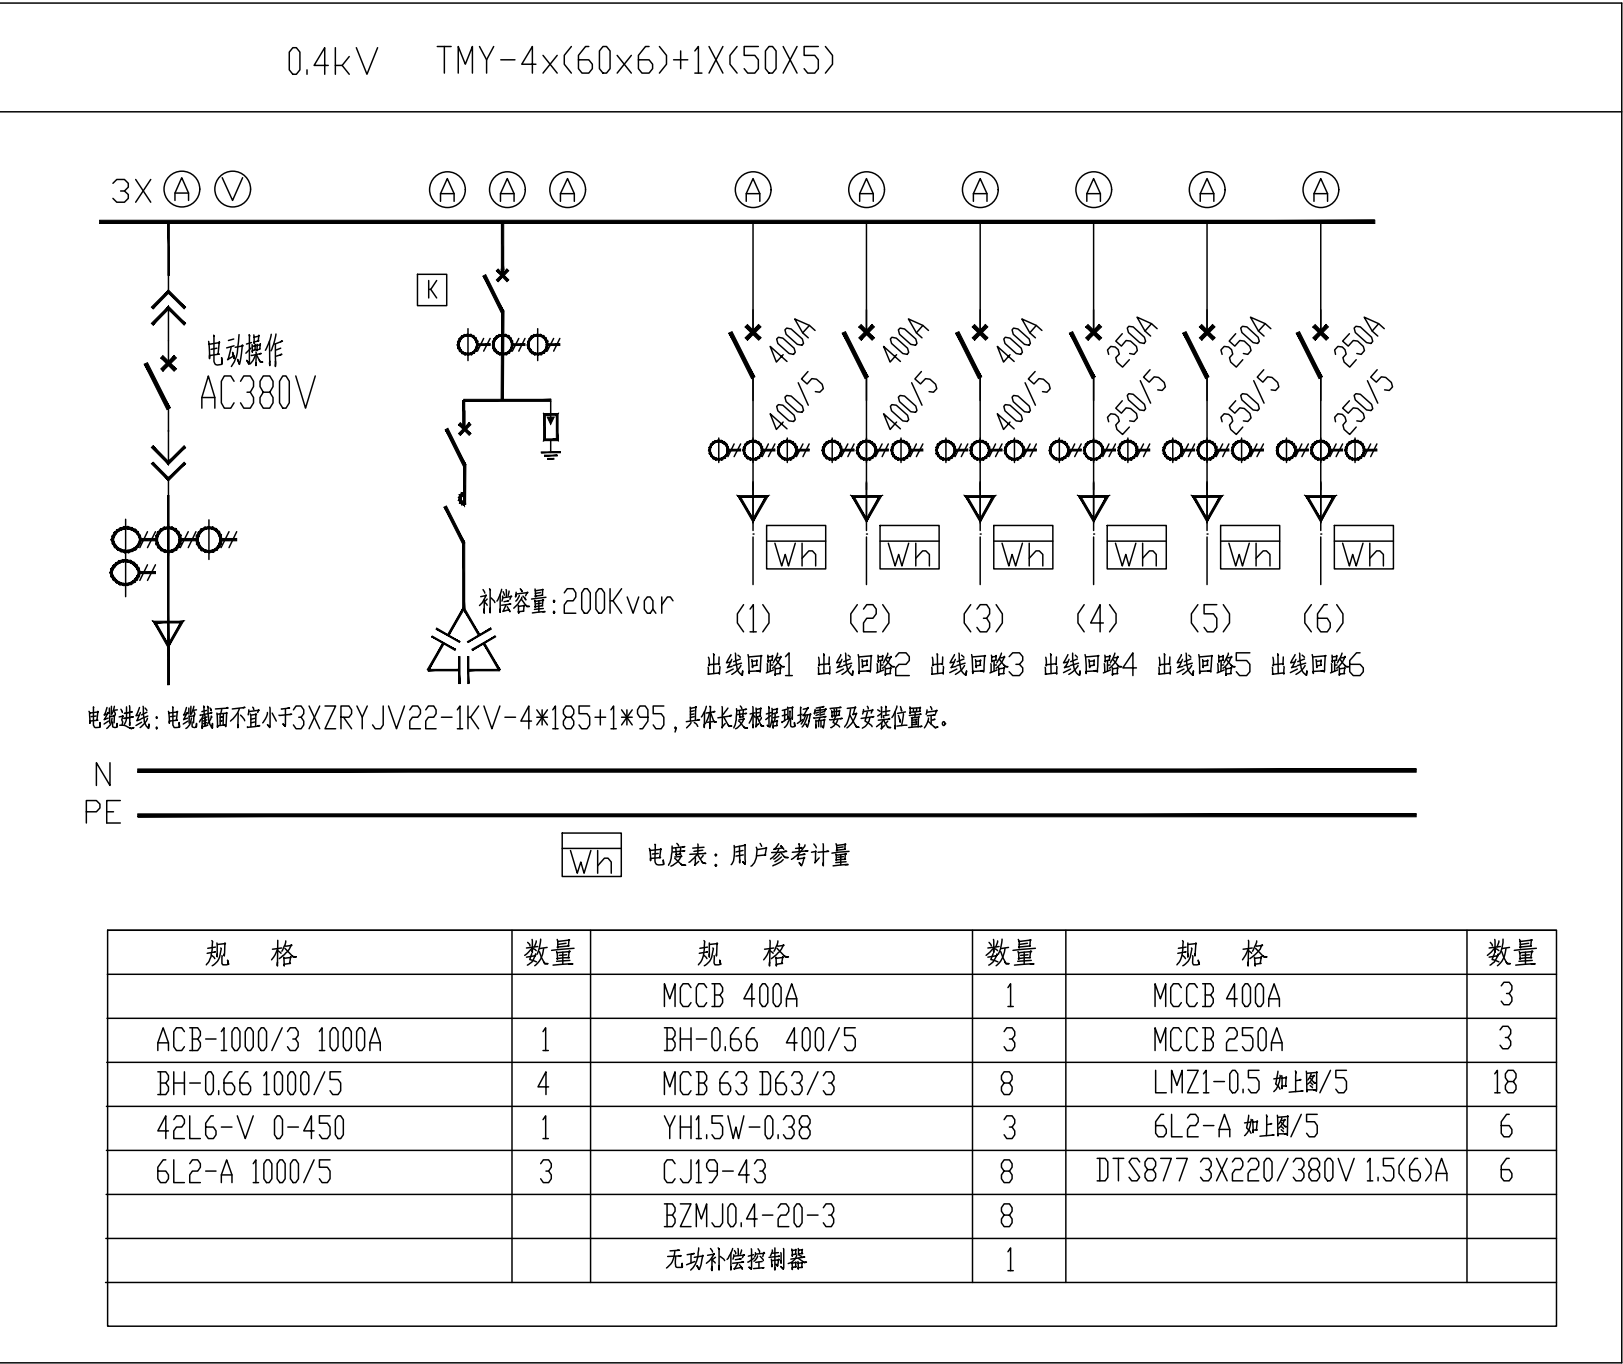 0.4kV TMY-4x(60x6)+1X(50X5)
3X A V A A A A A A A A A
K
电动操作
AC380V
400A 400A 400A 250A 250A 250A
400/5 400/5 400/5 250/5 250/5 250/5
Wh Wh Wh Wh Wh Wh
补偿容量:200Kvar
(1) (2) (3) (4) (5) (6)
出线回路1 出线回路2 出线回路3 出线回路4 出线回路5 出线回路6
电缆进线:电缆截面不宜小于3XZRYJV22-1KV-4*185+1*95,具体长度根据现场需要及安装位置定。
N
PE
Wh 电度表:用户参考计量
规 格 数量 规 格 数量 规 格 数量
MCCB 400A 1 MCCB 400A 3
ACB-1000/3 1000A 1 BH-0.66 400/5 3 MCCB 250A 3
BH-0.66 1000/5 4 MCB 63 D63/3 8 LMZ1-0.5 如上图/5 18
42L6-V 0-450 1 YH1.5W-0.38 3 6L2-A 如上图/5 6
6L2-A 1000/5 3 CJ19-43 8 DTS877 3X220/380V 1.5(6)A 6
BZMJ0.4-20-3 8
无功补偿控制器 1